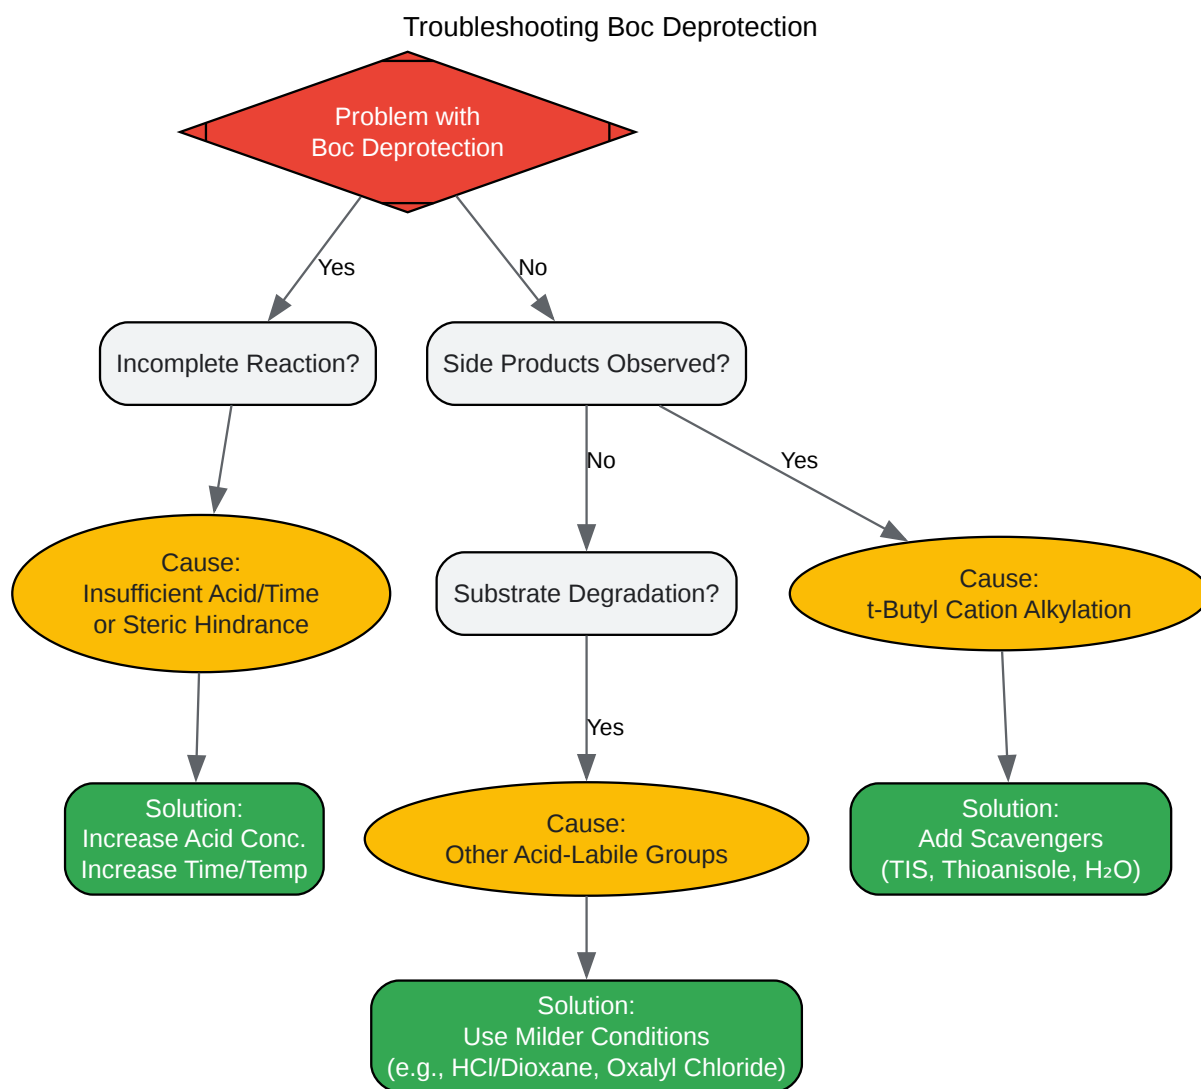 Troubleshooting Boc Deprotection
Problem with
Boc Deprotection
Yes
No
Incomplete Reaction?
Side Products Observed?
No
Yes
Cause:
Insufficient Acid/Time
or Steric Hindrance
Substrate Degradation?
Cause:
t-Butyl Cation Alkylation
Yes
Solution:
Increase Acid Conc.
Increase Time/Temp
Cause:
Other Acid-Labile Groups
Solution:
Add Scavengers
(TIS, Thioanisole, H₂O)
Solution:
Use Milder Conditions
(e.g., HCl/Dioxane, Oxalyl Chloride)